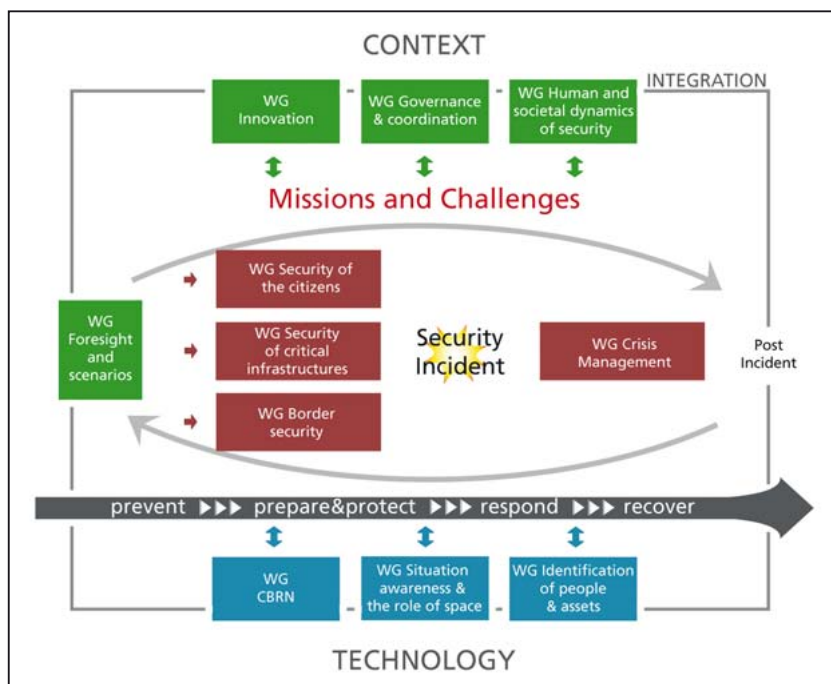 CONTEXT
INTEGRATION
WG
Innovation
WG Governance
& coordination
WG Human and
societal dynamics
of security
Missions and Challenges
WG
Foresight
and
scenarios
WG Security of
the citizens
WG Security
of critical
infrastructures
WG Border
security
Security
Incident
WG Crisis
Management
Post
Incident
prevent prepare&protect respond recover
WG
CBRN
WG Situation
awareness &
the role of space
WG Identification
of people
& assets
TECHNOLOGY